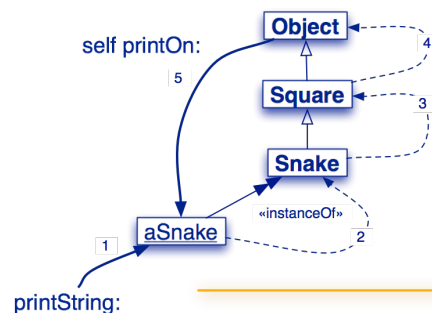 Object
self printOn:
4
5
Square
3
Snake
«instanceOf»
aSnake
2
1
printString: